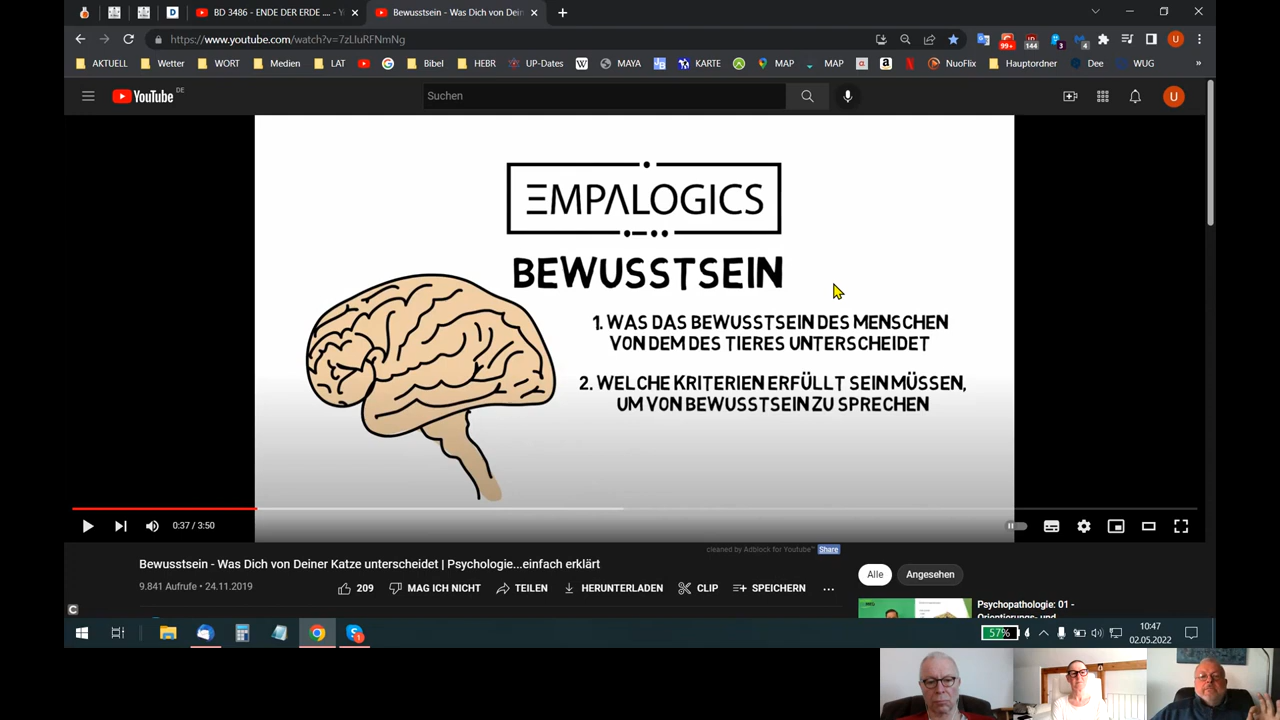 BD 3486 - ENDE DER ERDE ....
Bewusstsein - Was Dich von Dein
https://www.youtube.com/watch?v=7zLluRFNmNg
99+
144
3
4
U
AKTUELL
Wetter
WORT
Medien
LAT
Bibel
HEBR
UP-Dates
MAYA
KARTE
MAP
MAP
NuoFlix
Hauptordner
Dee
WUG
YouTube DE
Suchen
U
EMPALOGICS
BEWUSSTSEIN
1. WAS DAS BEWUSSTSEIN DES MENSCHEN
VON DEM DES TIERES UNTERSCHEIDET
2. WELCHE KRITERIEN ERFÜLLT SEIN MÜSSEN,
UM VON BEWUSSTSEIN ZU SPRECHEN
0:37 / 3:50
cleaned by Adblock for Youtube™ Share
Bewusstsein - Was Dich von Deiner Katze unterscheidet | Psychologie...einfach erklärt
9.841 Aufrufe • 24.11.2019
209
MAG ICH NICHT
TEILEN
HERUNTERLADEN
CLIP
SPEICHERN
Alle
Angesehen
Psychopathologie: 01 -
57%
10:47
02.05.2022